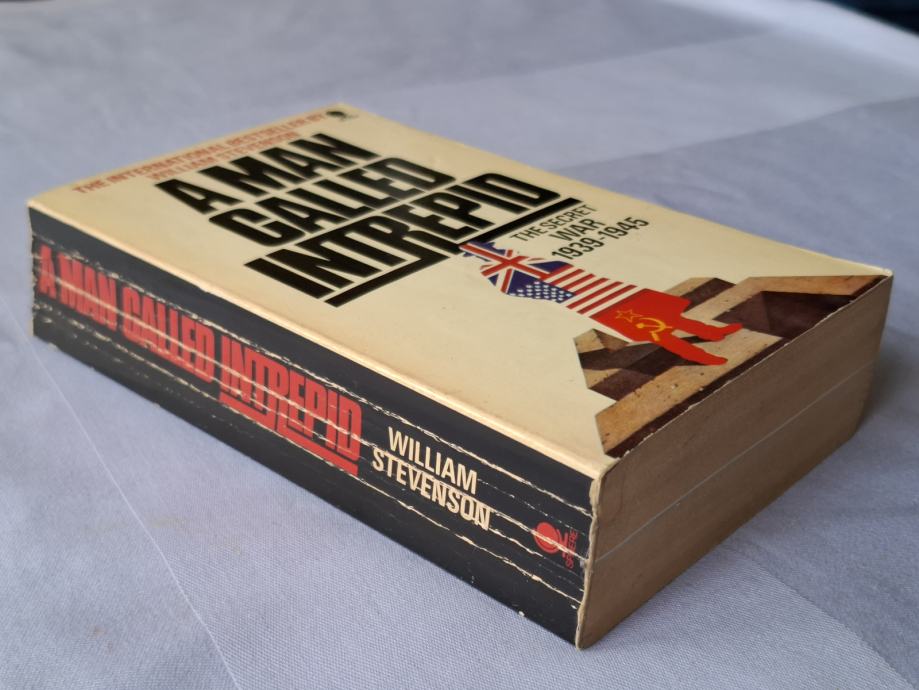 THE INTERNATIONAL BESTSELLER BY
WILLIAM STEVENSON
A MAN
CALLED
INTREPID
THE SECRET
WAR
1939-1945
A MAN CALLED INTREPID
WILLIAM
STEVENSON
SPHERE